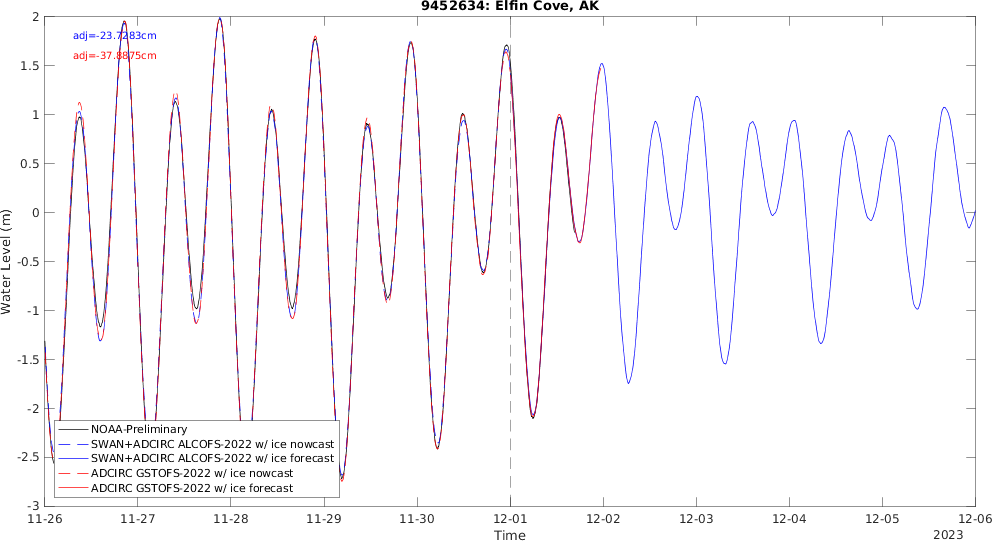 9452634: Elfin Cove, AK
adj=-23.7283cm
adj=-37.8875cm
Water Level (m)
2
1.5
1
0.5
0
-0.5
-1
-1.5
-2
-2.5
-3
NOAA-Preliminary
SWAN+ADCIRC ALCOFS-2022 w/ ice nowcast
SWAN+ADCIRC ALCOFS-2022 w/ ice forecast
ADCIRC GSTOFS-2022 w/ ice nowcast
ADCIRC GSTOFS-2022 w/ ice forecast
11-26 11-27 11-28 11-29 11-30 12-01 12-02 12-03 12-04 12-05 12-06
Time
2023